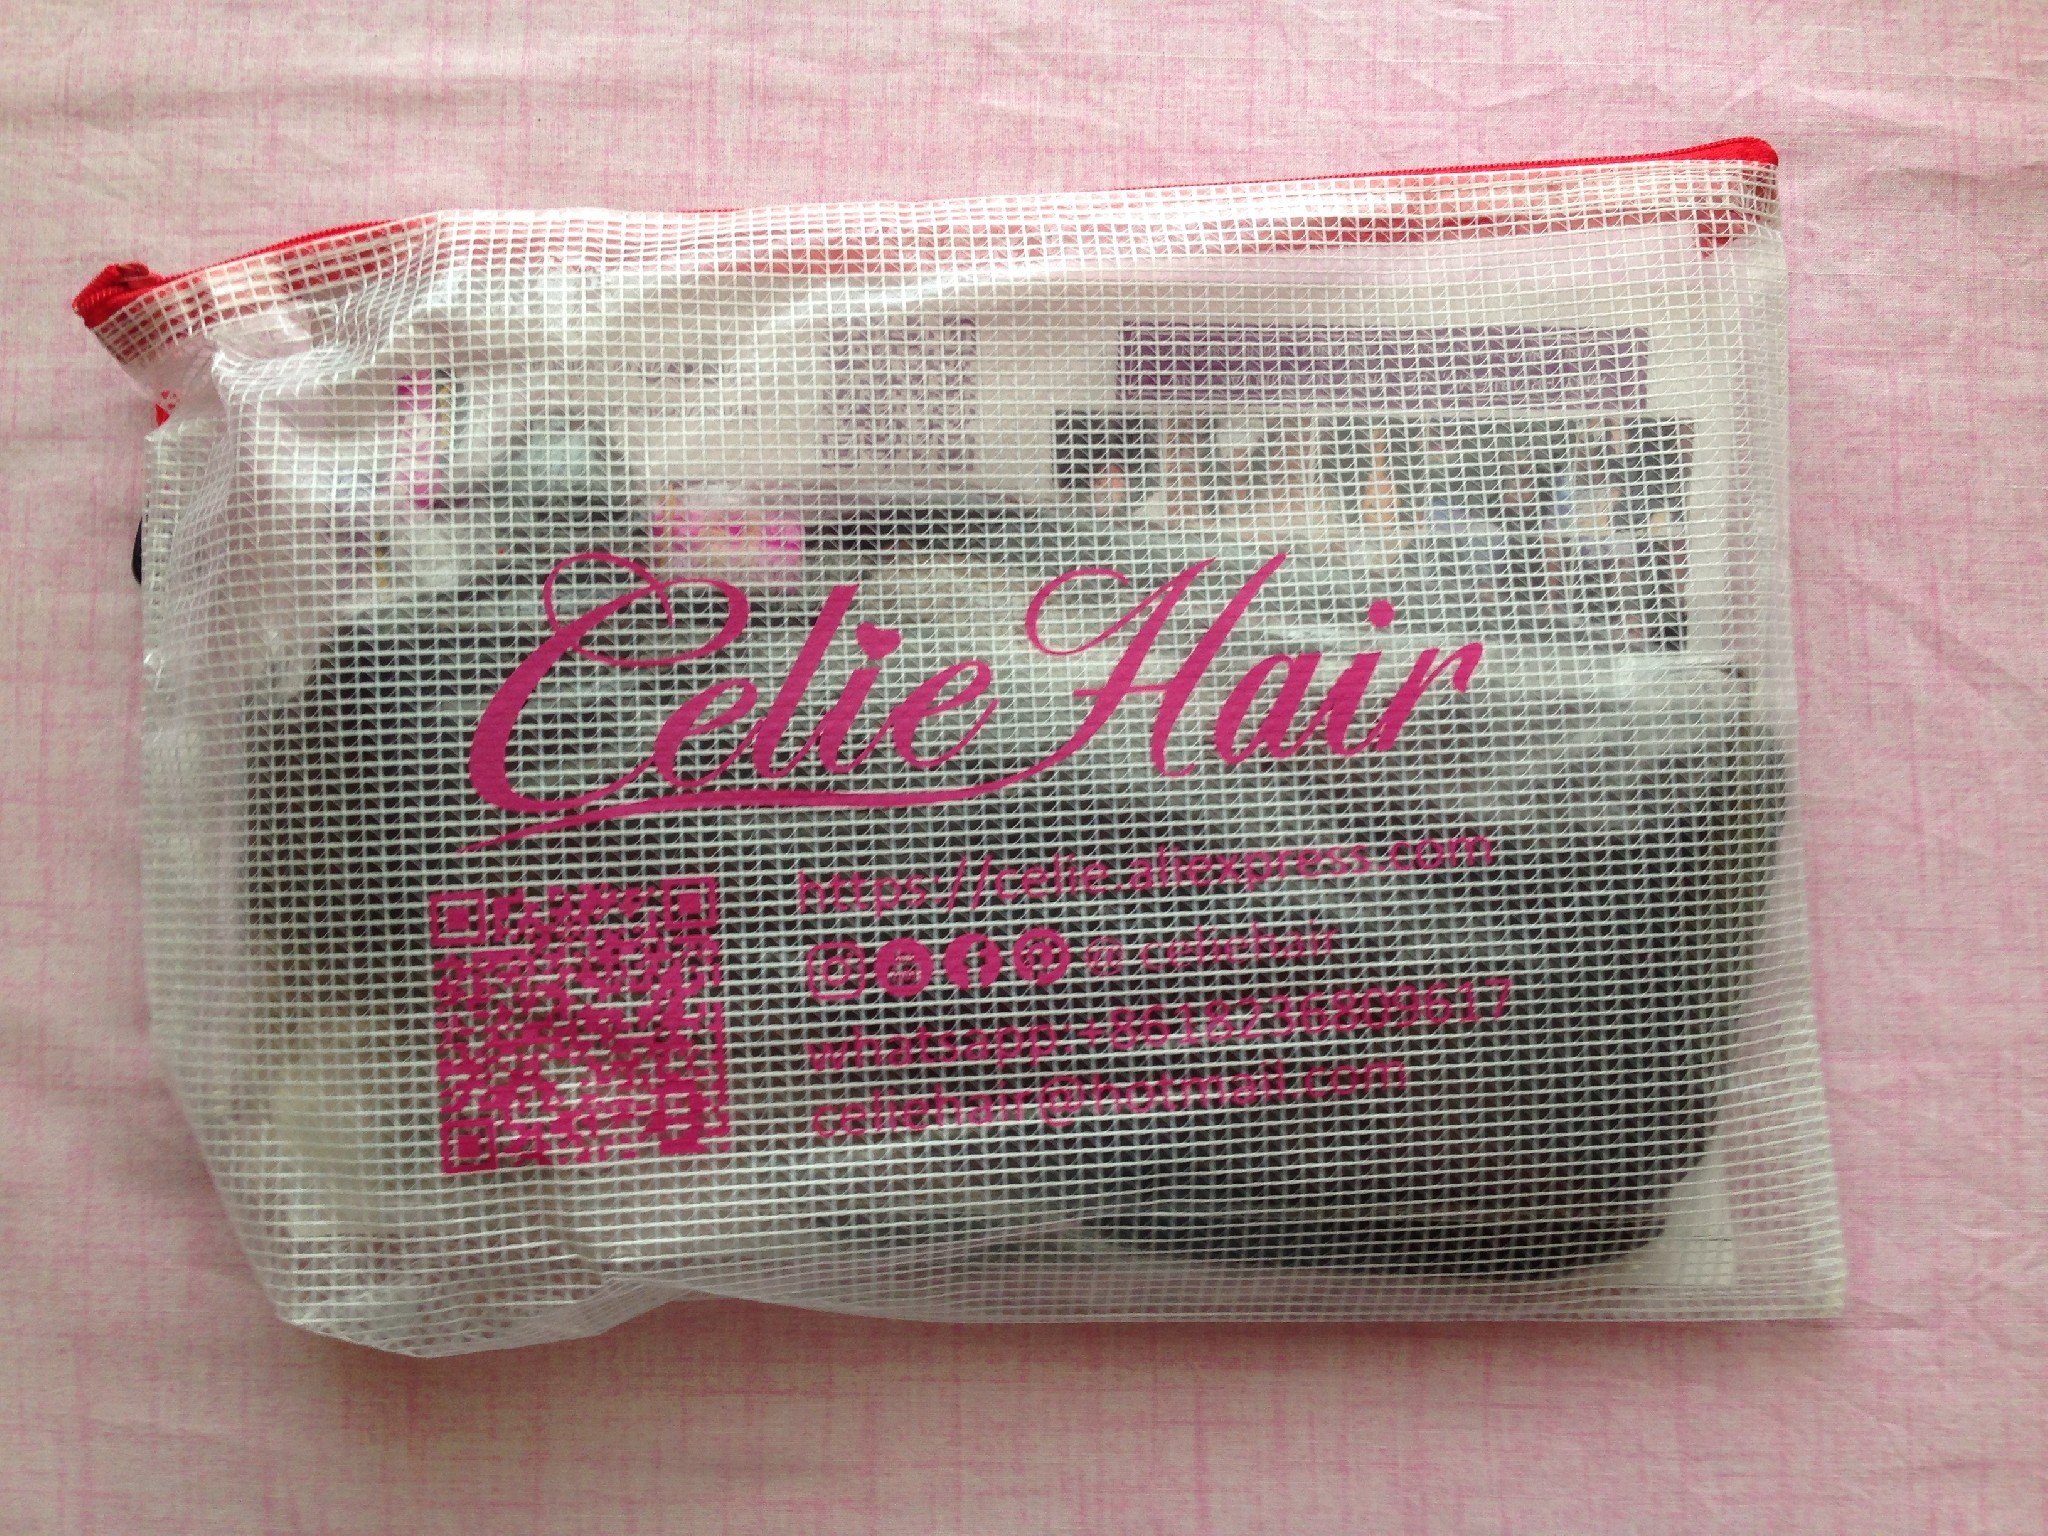 Celie Hair
https://celie.aliexpress.com
@ celiehair
whatsapp:+8618236809617
celiehair@hotmail.com